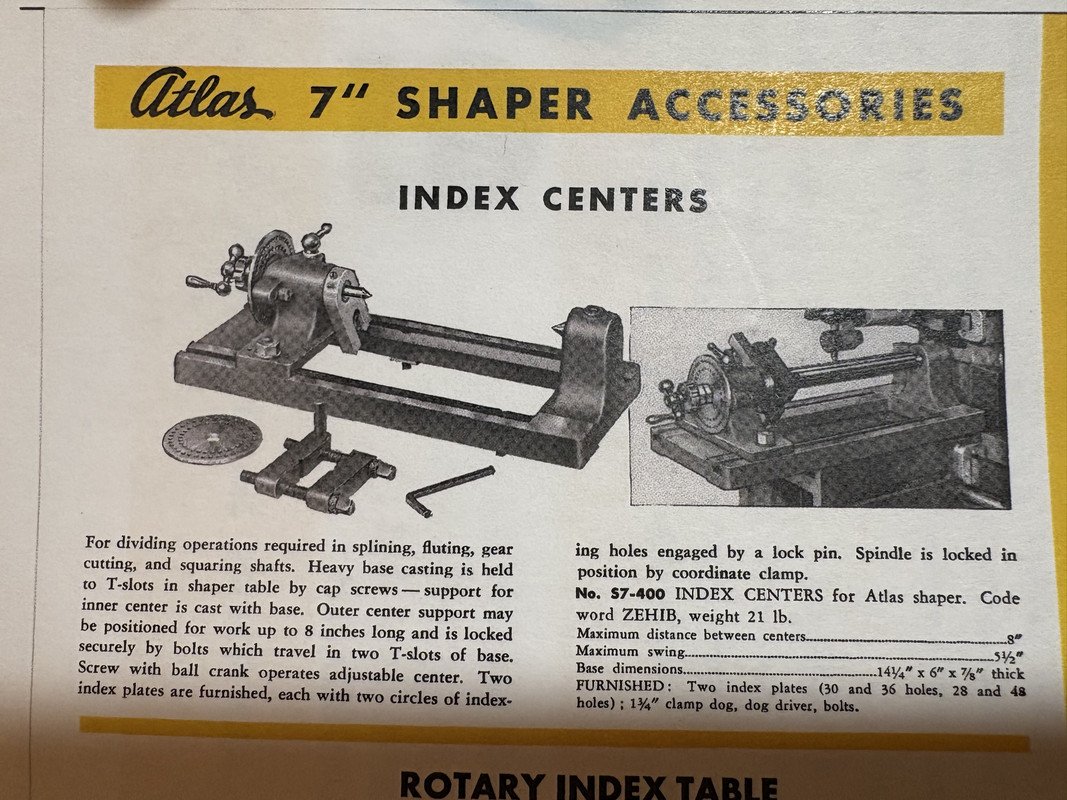 Atlas 7" SHAPER ACCESSORIES
INDEX CENTERS
For dividing operations required in splining, fluting, gear
cutting, and squaring shafts. Heavy base casting is held
to T-slots in shaper table by cap screws — support for
inner center is cast with base. Outer center support may
be positioned for work up to 8 inches long and is locked
securely by bolts which travel in two T-slots of base.
Screw with ball crank operates adjustable center. Two
index plates are furnished, each with two circles of index-
ing holes engaged by a lock pin. Spindle is locked in
position by coordinate clamp.
No. S7-400 INDEX CENTERS for Atlas shaper. Code
word ZEHIB, weight 21 lb.
Maximum distance between centers........8"
Maximum swing........5½"
Base dimensions........14¼" x 6" x ⅞" thick
FURNISHED: Two index plates (30 and 36 holes, 28 and 48
holes) ; 1¾" clamp dog, dog driver, bolts.
ROTARY INDEX TABLE